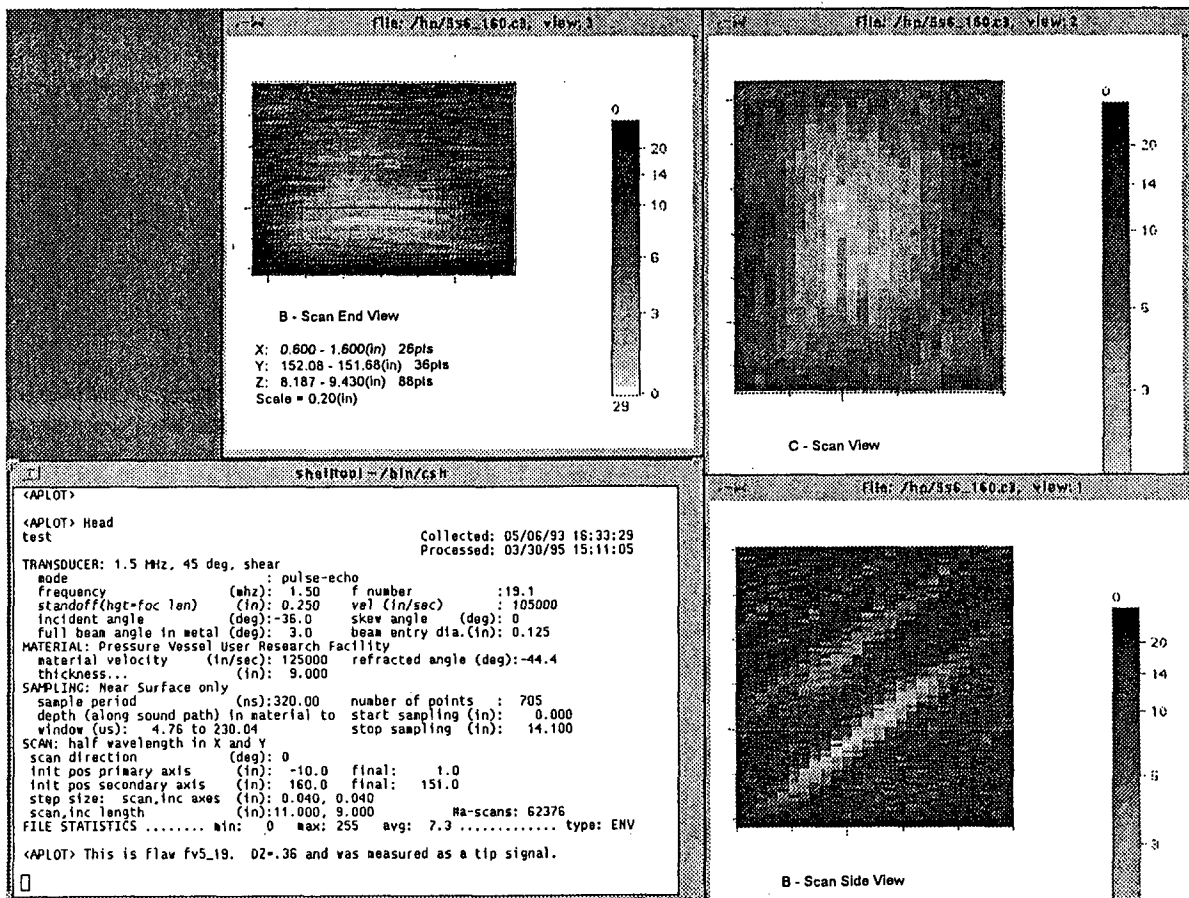 File: /hp/5s6_160.c3, view:3
0
20
14
10
6
3
0
29
B - Scan End View
X: 0.600 - 1.600(in) 26pts
Y: 152.08 - 151.68(in) 36pts
Z: 8.187 - 9.430(in) 88pts
Scale = 0.20(in)
File: /hp/5s6_160.c3, view:2
0
20
14
10
6
3
C - Scan View
shelltool - /bin/csh
<APLOT>
<APLOT> Head
test
Collected: 05/06/93 16:33:29
Processed: 03/30/95 15:11:05
TRANSDUCER: 1.5 MHz, 45 deg, shear
mode : pulse-echo
frequency (mhz): 1.50 f number :19.1
standoff(hgt-foc len) (in): 0.250 vel (in/sec) : 105000
incident angle (deg):-36.0 skew angle (deg): 0
full beam angle in metal (deg): 3.0 beam entry dia.(in): 0.125
MATERIAL: Pressure Vessel User Research Facility
material velocity (in/sec): 125000 refracted angle (deg):-44.4
thickness... (in): 9.000
SAMPLING: Near Surface only
sample period (ns):320.00 number of points : 705
depth (along sound path) in material to start sampling (in): 0.000
window (us): 4.76 to 230.04 stop sampling (in): 14.100
SCAN: half wavelength in X and Y
scan direction (deg): 0
init pos primary axis (in): -10.0 final: 1.0
init pos secondary axis (in): 160.0 final: 151.0
step size: scan,inc axes (in): 0.040, 0.040
scan,inc length (in):11.000, 9.000 #a-scans: 62376
FILE STATISTICS ........ min: 0 max: 255 avg: 7.3 ............. type: ENV
<APLOT> This is flaw fv5_19. DZ=.36 and was measured as a tip signal.
File: /hp/5s6_160.c3, view:1
0
20
14
10
6
3
B - Scan Side View